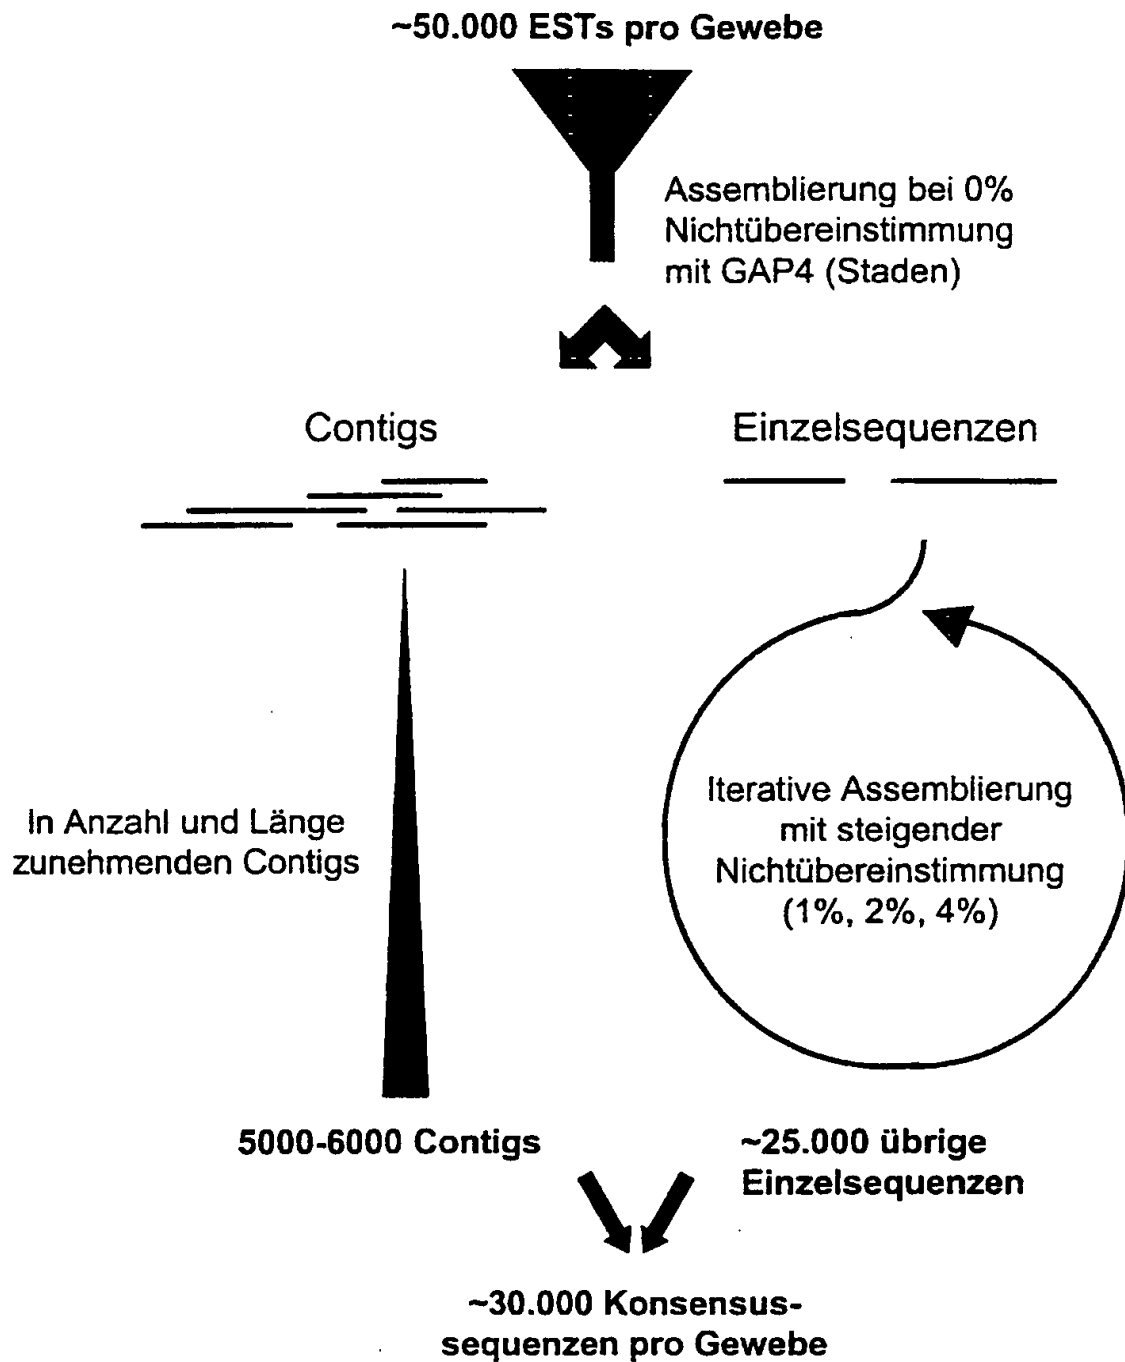 ~50.000 ESTs pro Gewebe
Assemblierung bei 0%
Nichtübereinstimmung
mit GAP4 (Staden)
Contigs
Einzelsequenzen
In Anzahl und Länge
zunehmenden Contigs
Iterative Assemblierung
mit steigender
Nichtübereinstimmung
(1%, 2%, 4%)
5000-6000 Contigs
~25.000 übrige
Einzelsequenzen
~30.000 Konsensus-
sequenzen pro Gewebe